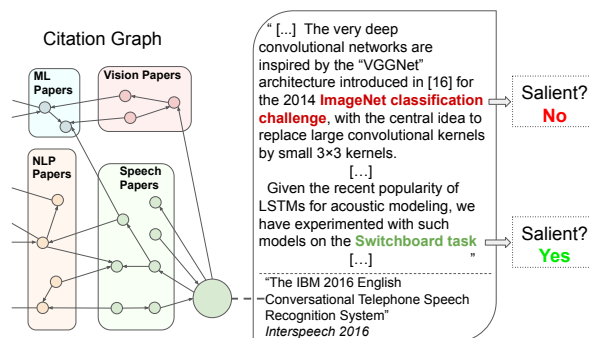 Citation Graph
ML
Papers
Vision Papers
NLP
Papers
Speech
Papers
“ [...] The very deep
convolutional networks are
inspired by the “VGGNet”
architecture introduced in [16] for
the 2014 ImageNet classification
challenge, with the central idea to
replace large convolutional kernels
by small 3×3 kernels.
[...]
Given the recent popularity of
LSTMs for acoustic modeling, we
have experimented with such
models on the Switchboard task
[...] ”
“The IBM 2016 English
Conversational Telephone Speech
Recognition System”
Interspeech 2016
Salient?
No
Salient?
Yes